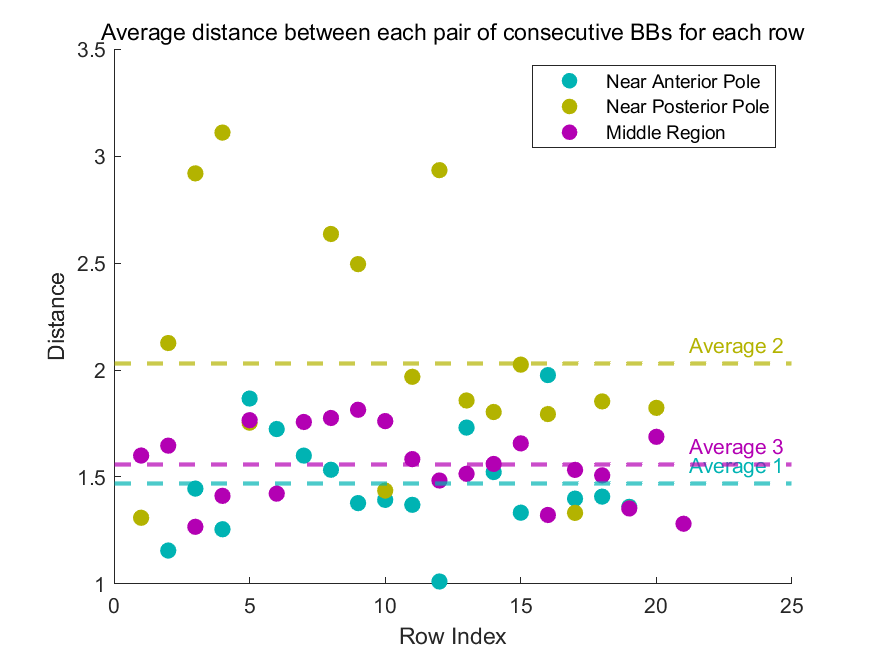 Average distance between each pair of consecutive BBs for each row
3.5
3
2.5
2
1.5
1
Distance
Near Anterior Pole
Near Posterior Pole
Middle Region
Average 2
Average 3
Average 1
0 5 10 15 20 25
Row Index